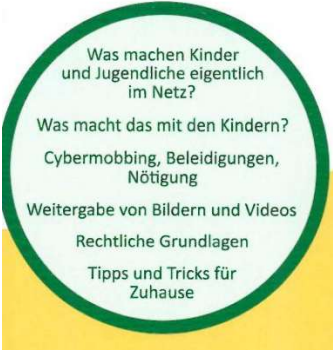 Was machen Kinder
und Jugendliche eigentlich
im Netz?
Was macht das mit den Kindern?
Cybermobbing, Beleidigungen,
Nötigung
Weitergabe von Bildern und Videos
Rechtliche Grundlagen
Tipps und Tricks für
Zuhause